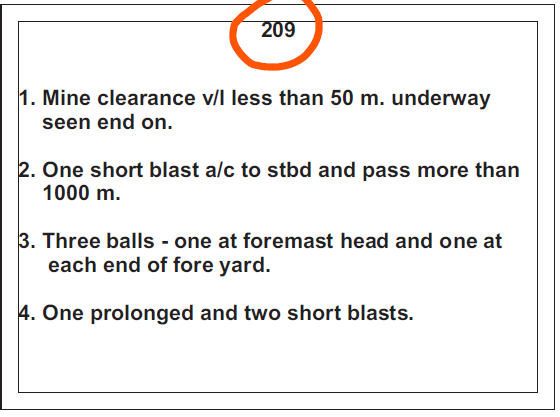 209
1. Mine clearance v/l less than 50 m. underway
seen end on.
2. One short blast a/c to stbd and pass more than
1000 m.
3. Three balls - one at foremast head and one at
each end of fore yard.
4. One prolonged and two short blasts.